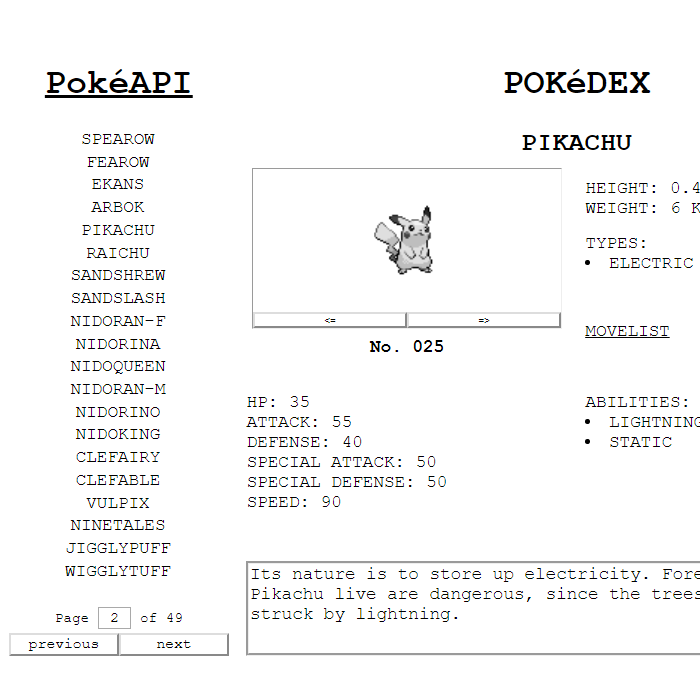 PokéAPI
SPEAROW
FEAROW
EKANS
ARBOK
PIKACHU
RAICHU
SANDSHREW
SANDSLASH
NIDORAN-F
NIDORINA
NIDOQUEEN
NIDORAN-M
NIDORINO
NIDOKING
CLEFAIRY
CLEFABLE
VULPIX
NINETALES
JIGGLYPUFF
WIGGLYTUFF
Page 2 of 49
previous next
POKéDEX
PIKACHU
<= =>
No. 025
HEIGHT: 0.4
WEIGHT: 6 K
TYPES:
• ELECTRIC
MOVELIST
HP: 35
ATTACK: 55
DEFENSE: 40
SPECIAL ATTACK: 50
SPECIAL DEFENSE: 50
SPEED: 90
ABILITIES:
• LIGHTNING
• STATIC
Its nature is to store up electricity. Fore
Pikachu live are dangerous, since the trees
struck by lightning.